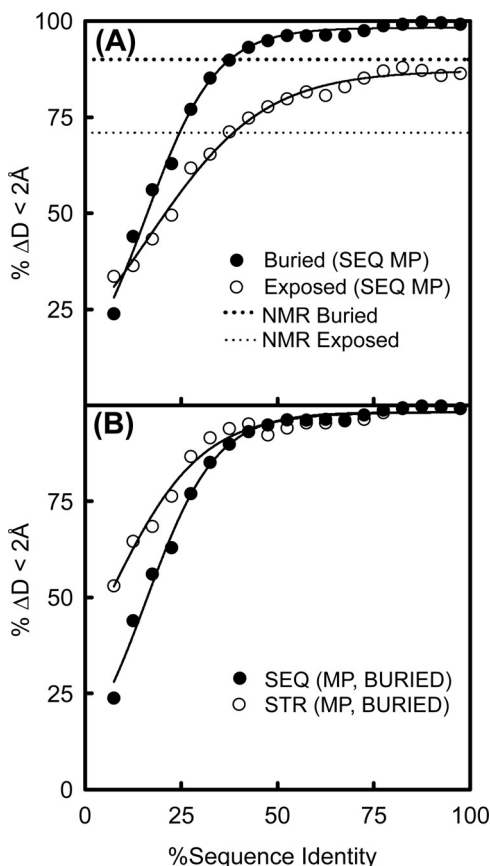 100
(A)
75
% ΔD < 2Å
50
Buried (SEQ MP)
Exposed (SEQ MP)
NMR Buried
25
NMR Exposed
(B)
75
% ΔD < 2Å
50
25
SEQ (MP, BURIED)
STR (MP, BURIED)
0
0 25 50 75 100
%Sequence Identity